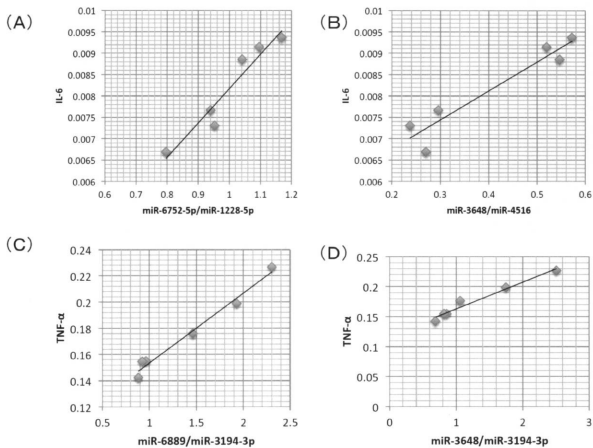 (A)
0.01
0.0095
0.009
0.0085
0.008
0.0075
0.007
0.0065
0.006
IL-6
0.6 0.7 0.8 0.9 1 1.1 1.2
miR-6752-5p/miR-1228-5p
(B)
0.01
0.0095
0.009
0.0085
0.008
0.0075
0.007
0.0065
0.006
IL-6
0.2 0.3 0.4 0.5 0.6
miR-3648/miR-4516
(C)
0.24
0.22
0.2
0.18
0.16
0.14
0.12
TNF-α
0.5 1 1.5 2 2.5
miR-6889/miR-3194-3p
(D)
0.25
0.2
0.15
0.1
0.05
0
TNF-α
0 1 2 3
miR-3648/miR-3194-3p